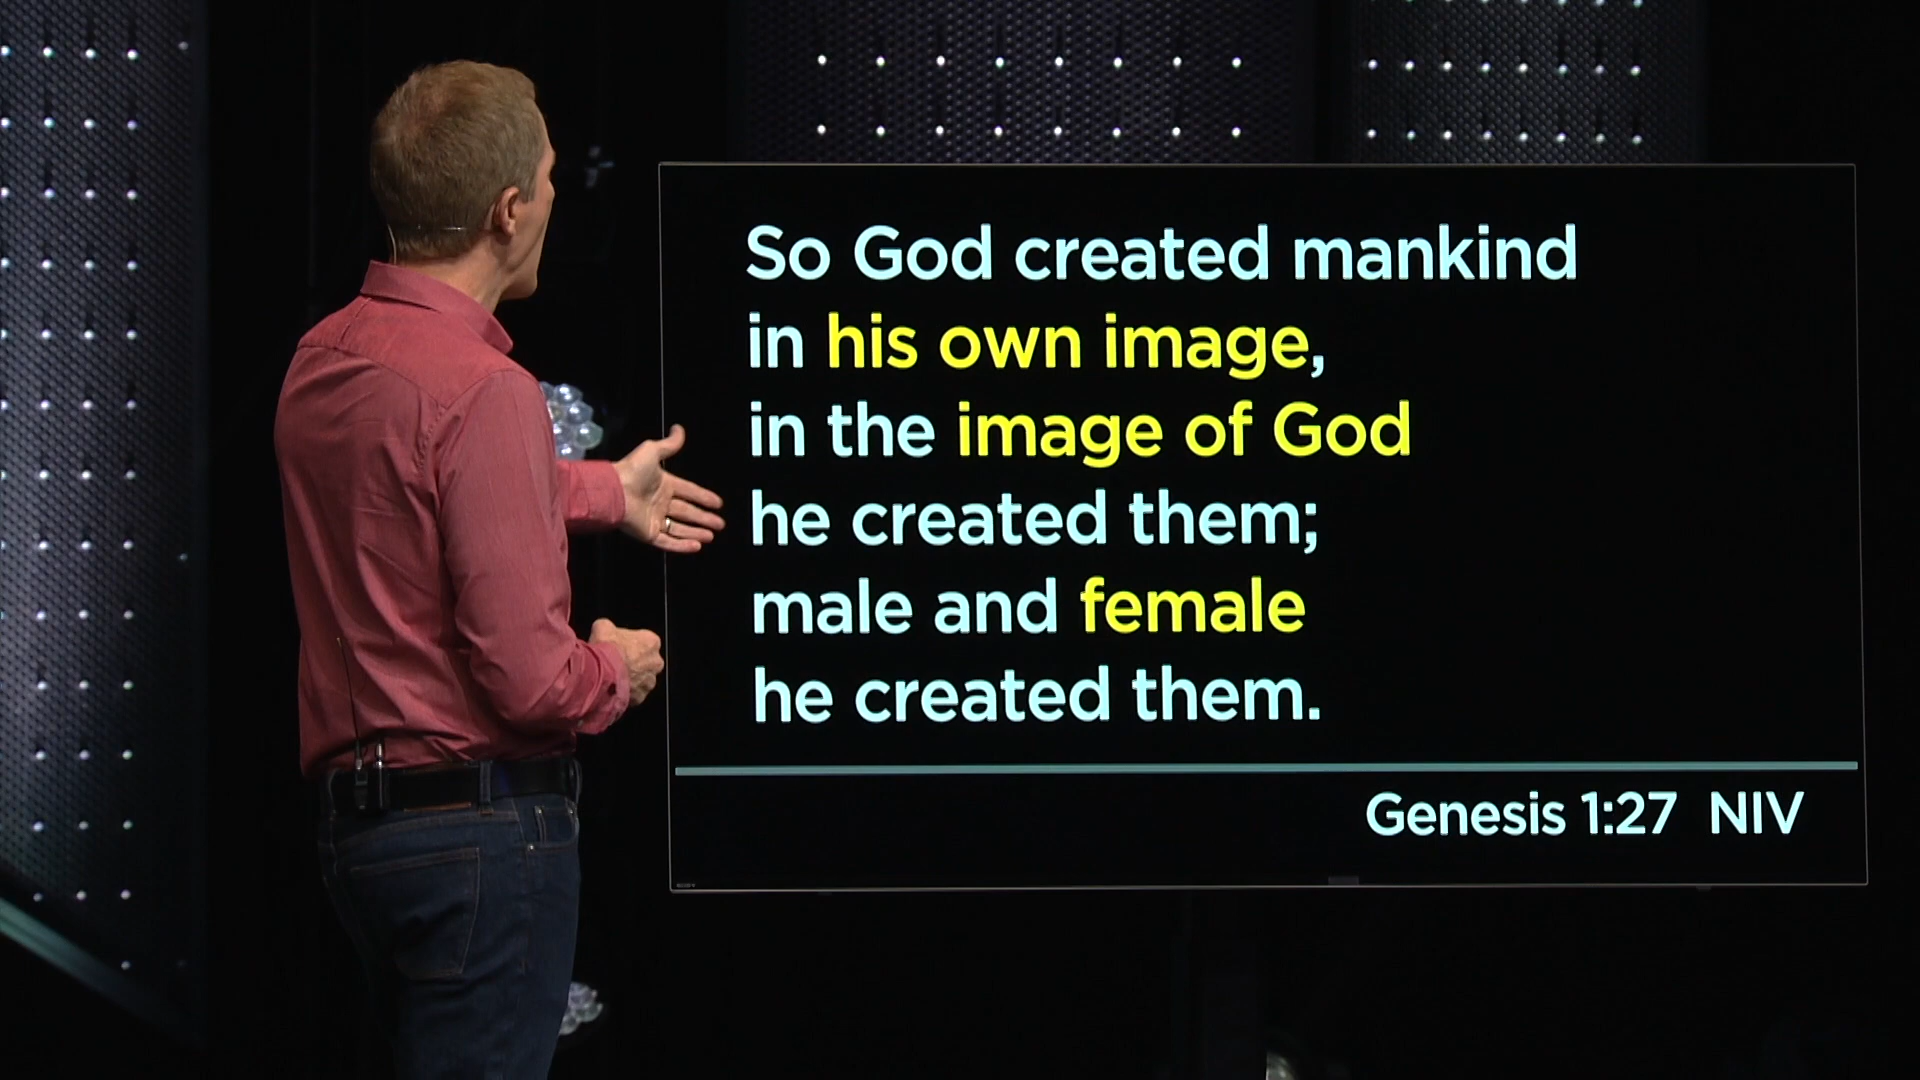 So God created mankind
in his own image,
in the image of God
he created them;
male and female
he created them.
Genesis 1:27 NIV